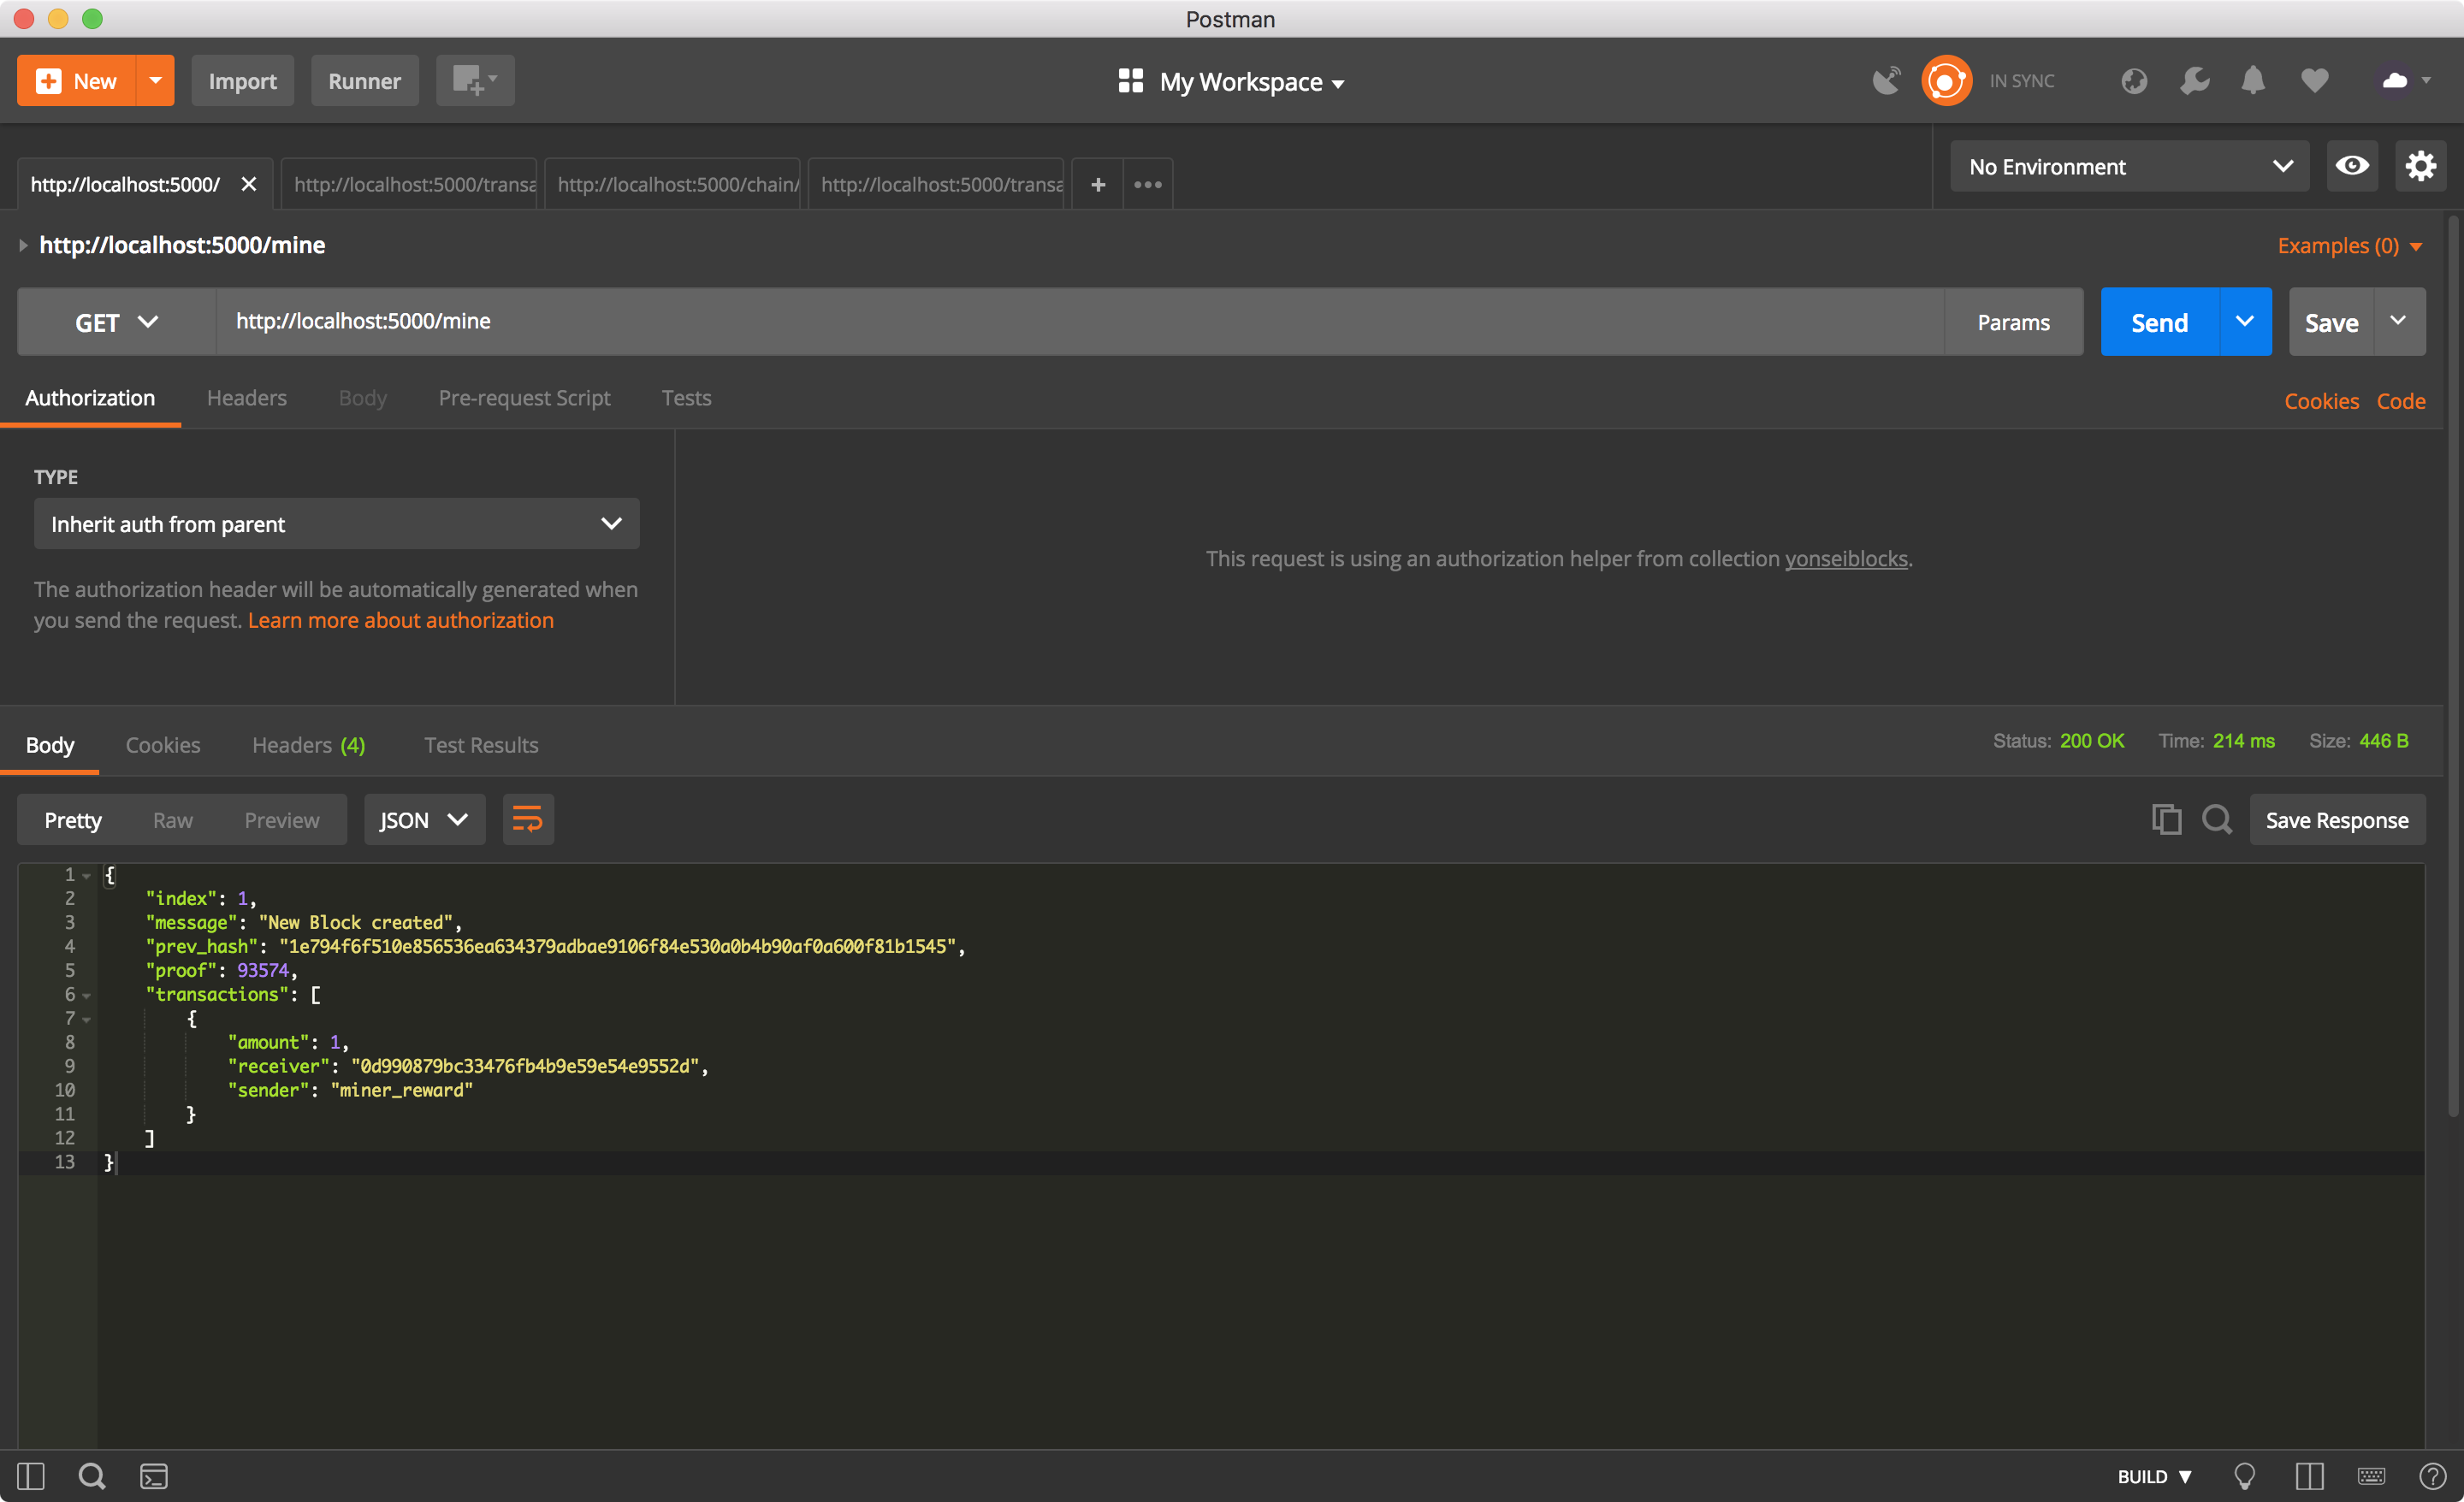 Postman
New Import Runner My Workspace IN SYNC
http://localhost:5000/ http://localhost:5000/transa http://localhost:5000/chain/ http://localhost:5000/transa No Environment
http://localhost:5000/mine Examples (0)
GET http://localhost:5000/mine Params Send Save
Authorization Headers Body Pre-request Script Tests Cookies Code
TYPE
Inherit auth from parent
The authorization header will be automatically generated when
you send the request. Learn more about authorization
This request is using an authorization helper from collection yonseiblocks.
Body Cookies Headers (4) Test Results Status: 200 OK Time: 214 ms Size: 446 B
Pretty Raw Preview JSON Save Response
1 {
2 "index": 1,
3 "message": "New Block created",
4 "prev_hash": "1e794f6f510e856536ea634379adbae9106f84e530a0b4b90af0a600f81b1545",
5 "proof": 93574,
6 "transactions": [
7 {
8 "amount": 1,
9 "receiver": "0d990879bc33476fb4b9e59e54e9552d",
10 "sender": "miner_reward"
11 }
12 ]
13 }
BUILD